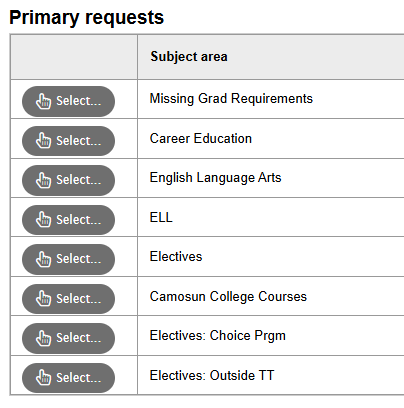 Primary requests
Subject area
Select... Missing Grad Requirements
Select... Career Education
Select... English Language Arts
Select... ELL
Select... Electives
Select... Camosun College Courses
Select... Electives: Choice Prgm
Select... Electives: Outside TT